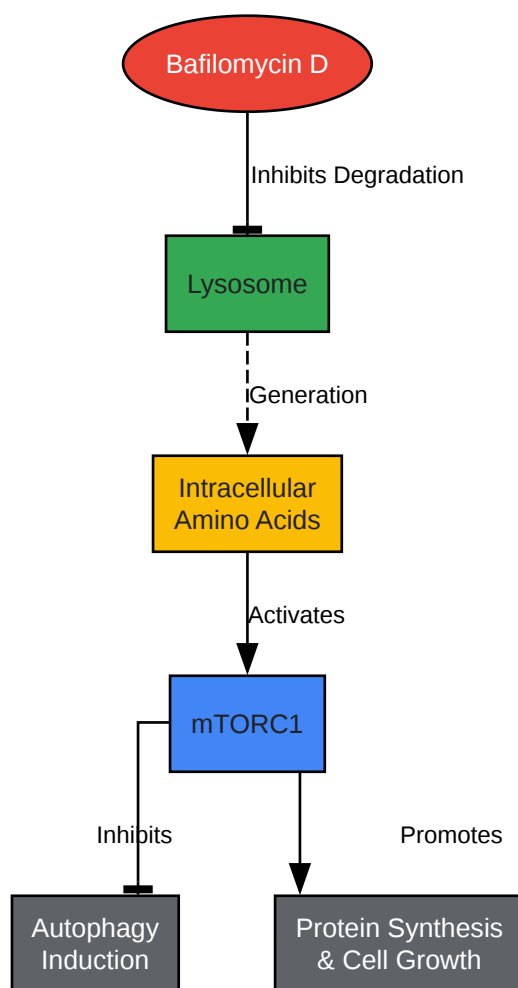 Bafilomycin D
Inhibits Degradation
Lysosome
Generation
Intracellular
Amino Acids
Activates
mTORC1
Inhibits
Promotes
Autophagy
Induction
Protein Synthesis
& Cell Growth